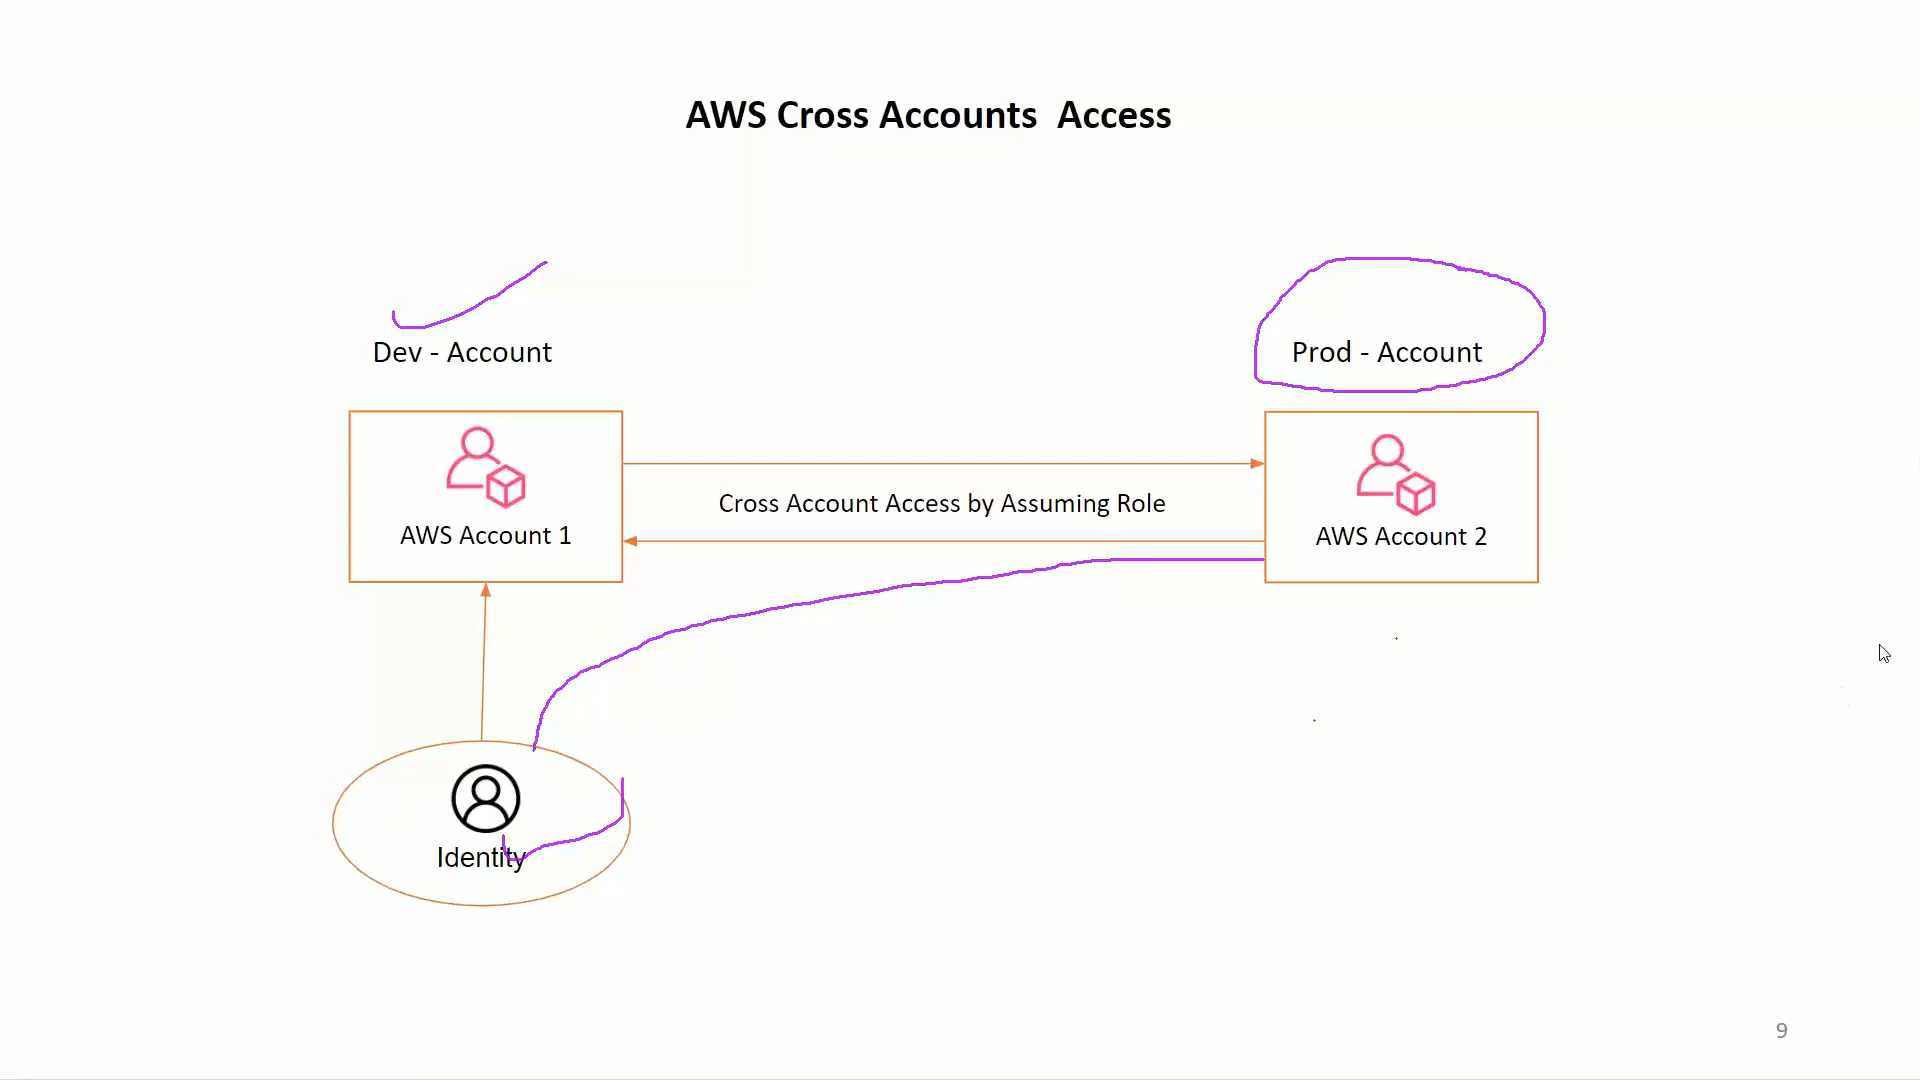 AWS Cross Accounts  Access
Dev - Account
Prod - Account
Cross Account Access by Assuming Role
AWS Account 1
AWS Account 2
Identity
9